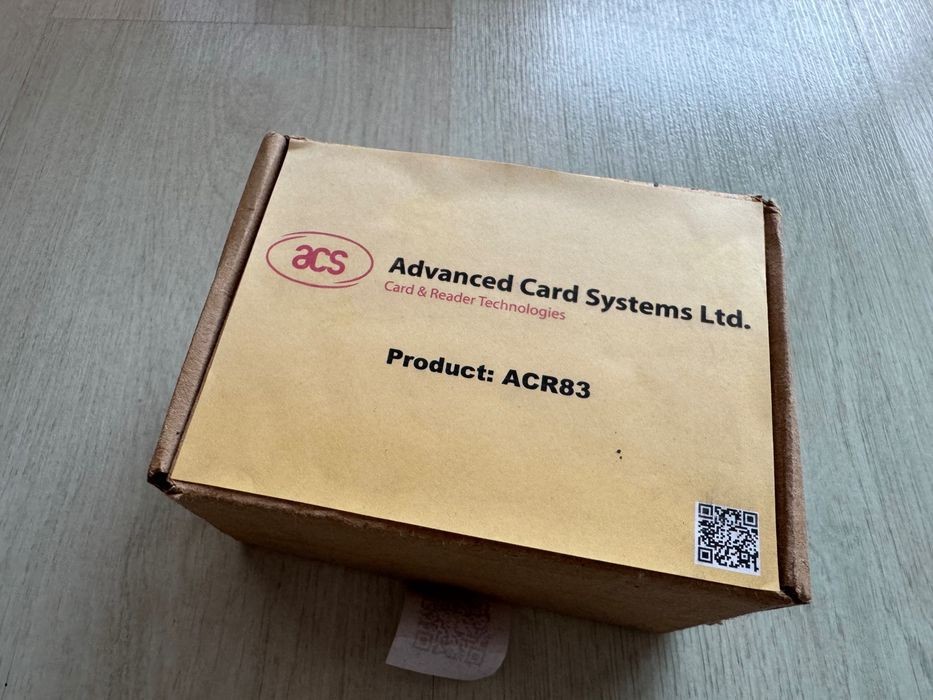 acs
Advanced Card Systems Ltd.
Card & Reader Technologies
Product: ACR83